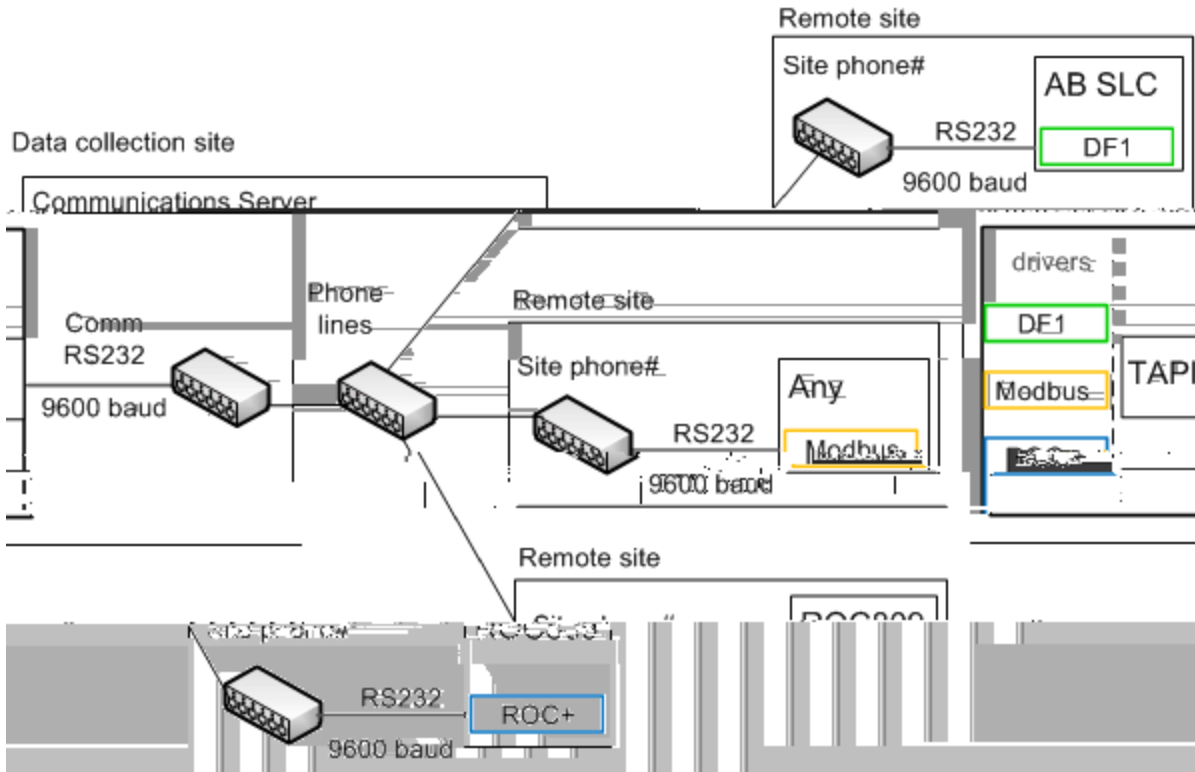 Remote site
Site phone#
AB SLC
RS232
DF1
9600 baud
Data collection site
Communications Server
drivers
Phone
lines
Remote site
DF1
Comm
RS232
9600 baud
Site phone#
Any
TAPI
Modbus
RS232
Modbus
9600 baud
Remote site
RS232
ROC+
9600 baud